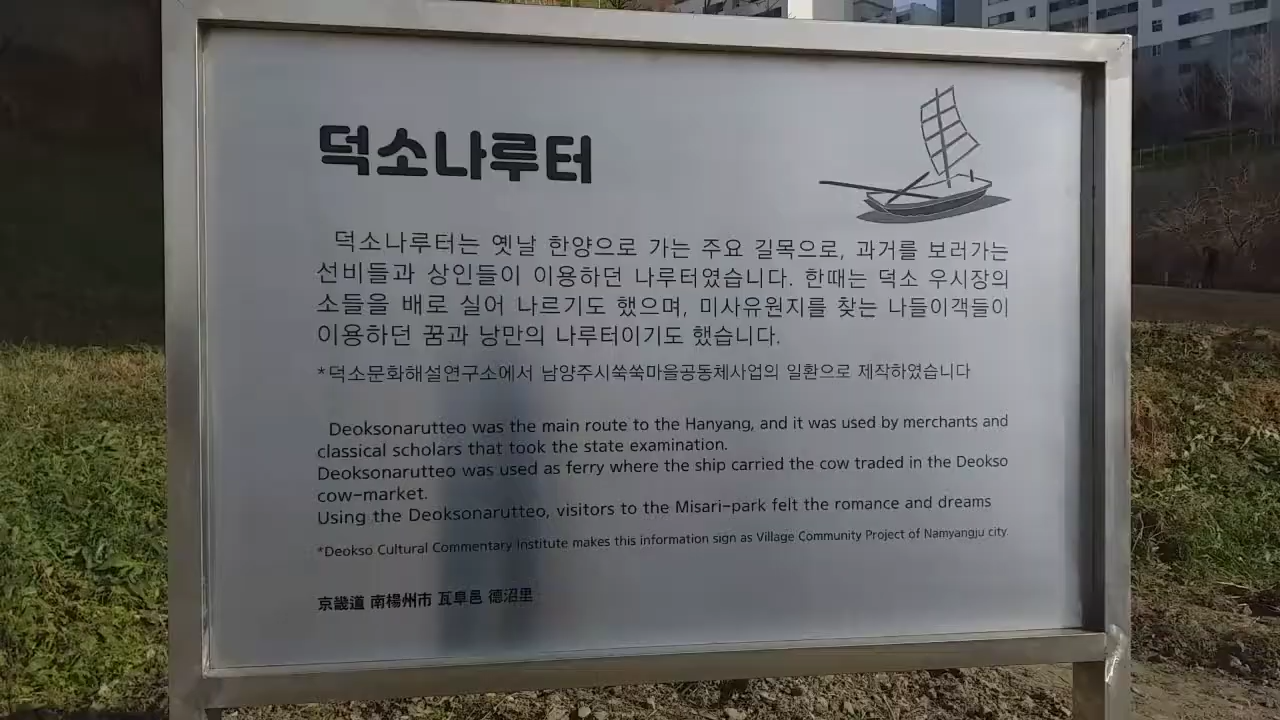 덕소나루터
덕소나루터는 옛날 한양으로 가는 주요 길목으로, 과거를 보러가는
선비들과 상인들이 이용하던 나루터였습니다. 한때는 덕소 우시장의
소들을 배로 실어 나르기도 했으며, 미사유원지를 찾는 나들이객들이
이용하던 꿈과 낭만의 나루터이기도 했습니다.
*덕소문화해설연구소에서 남양주시쑥쑥마을공동체사업의 일환으로 제작하였습니다
Deoksonarutteo was the main route to the Hanyang, and it was used by merchants and
classical scholars that took the state examination.
Deoksonarutteo was used as ferry where the ship carried the cow traded in the Deokso
cow-market.
Using the Deoksonarutteo, visitors to the Misari-park felt the romance and dreams
*Deokso Cultural Commentary Institute makes this information sign as Village Community Project of Namyangju city.
京畿道 南楊州市 瓦阜邑 德沼里